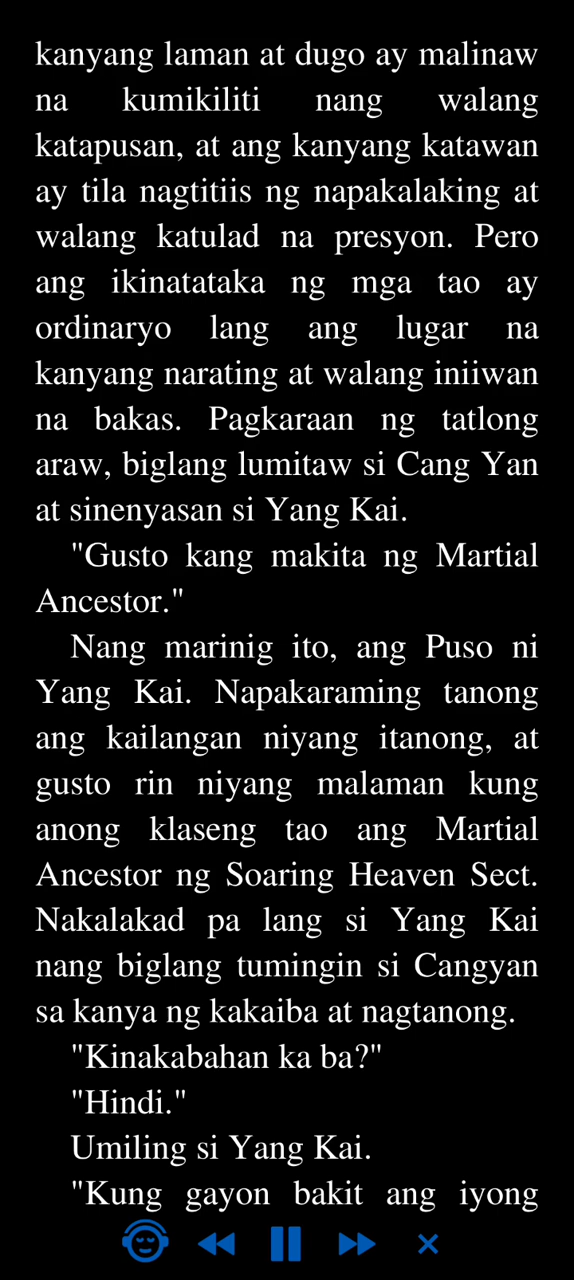 kanyang laman at dugo ay malinaw
na kumikiliti nang walang
katapusan, at ang kanyang katawan
ay tila nagtitiis ng napakalaking at
walang katulad na presyon. Pero
ang ikinatataka ng mga tao ay
ordinaryo lang ang lugar na
kanyang narating at walang iniiwan
na bakas. Pagkaraan ng tatlong
araw, biglang lumitaw si Cang Yan
at sinenyasan si Yang Kai.
"Gusto kang makita ng Martial
Ancestor."
Nang marinig ito, ang Puso ni
Yang Kai. Napakaraming tanong
ang kailangan niyang itanong, at
gusto rin niyang malaman kung
anong klaseng tao ang Martial
Ancestor ng Soaring Heaven Sect.
Nakalakad pa lang si Yang Kai
nang biglang tumingin si Cangyan
sa kanya ng kakaiba at nagtanong.
"Kinakabahan ka ba?"
"Hindi."
Umiling si Yang Kai.
"Kung gayon bakit ang iyong